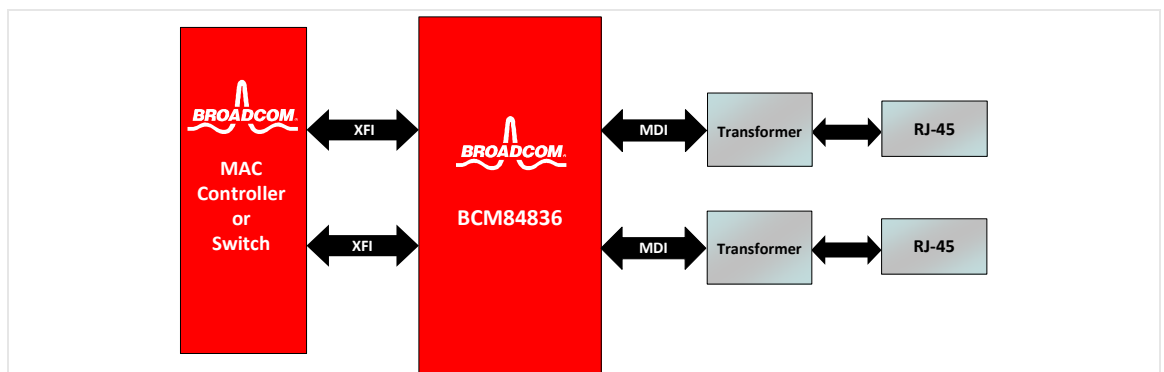 BROADCOM.
MAC
Controller
or
Switch
XFI
XFI
BROADCOM.
BCM84836
MDI
Transformer
RJ-45
MDI
Transformer
RJ-45